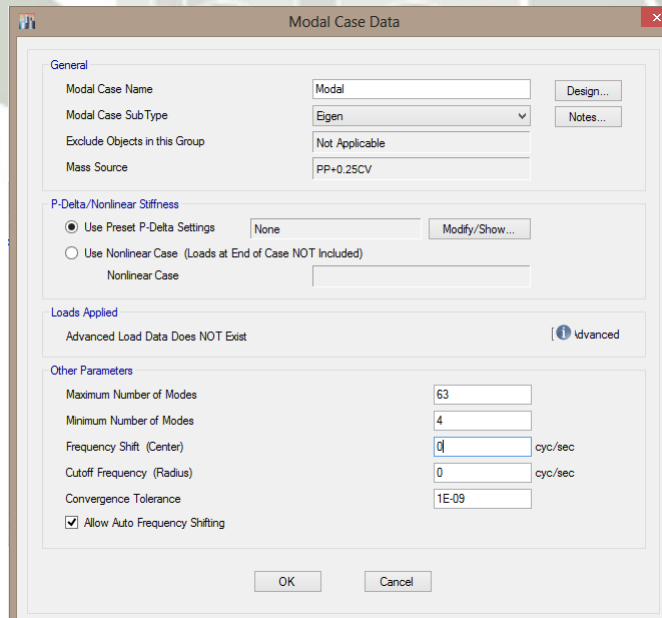 Modal Case Data
General
Modal Case Name Modal Design...
Modal Case SubType Eigen Notes...
Exclude Objects in this Group Not Applicable
Mass Source PP+0.25CV
P-Delta/Nonlinear Stiffness
Use Preset P-Delta Settings None Modify/Show...
Use Nonlinear Case (Loads at End of Case NOT Included)
Nonlinear Case
Loads Applied
Advanced Load Data Does NOT Exist Advanced
Other Parameters
Maximum Number of Modes 63
Minimum Number of Modes 4
Frequency Shift (Center) 0 cyc/sec
Cutoff Frequency (Radius) 0 cyc/sec
Convergence Tolerance 1E-09
Allow Auto Frequency Shifting
OK Cancel